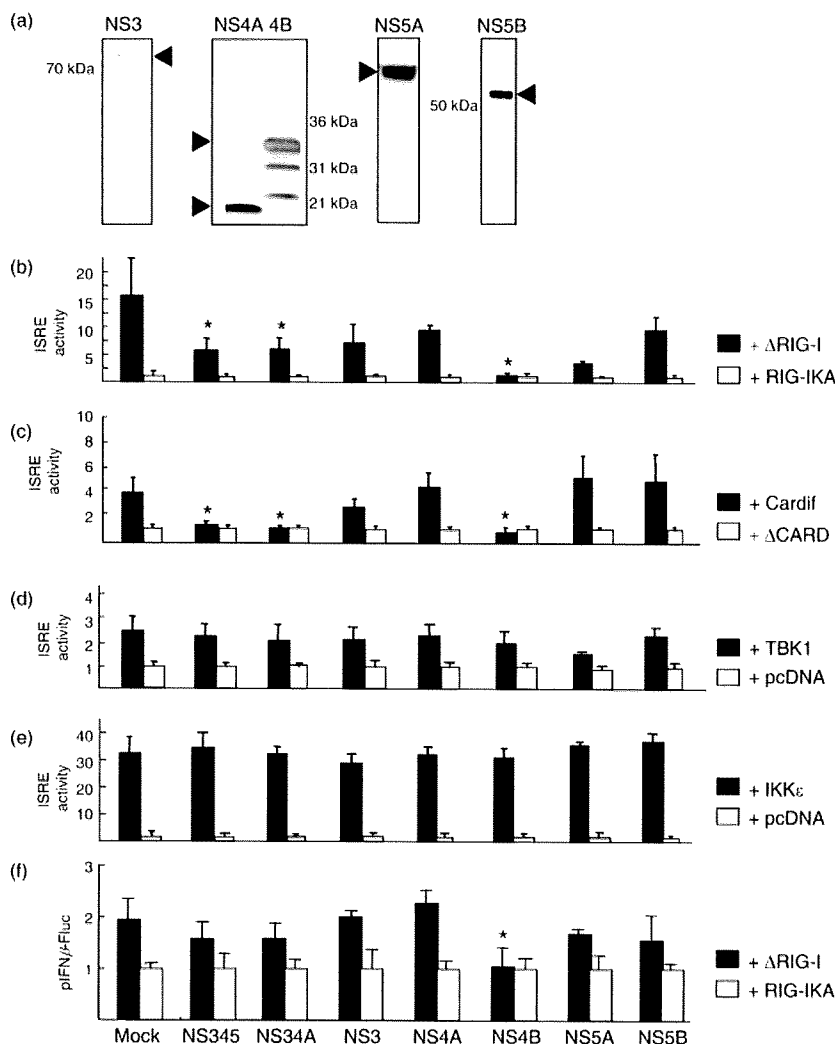 (a)
NS3
NS4A 4B
NS5A
NS5B
70 kDa
36 kDa
31 kDa
21 kDa
50 kDa
(b)
ISRE
activity
20
15
10
5
*
*
*
+ ΔRIG-I
+ RIG-IKA
(c)
ISRE
activity
10
8
6
4
2
*
*
*
+ Cardif
+ ΔCARD
(d)
ISRE
activity
4
3
2
1
+ TBK1
+ pcDNA
(e)
ISRE
activity
40
30
20
10
+ IKKε
+ pcDNA
(f)
pIFNβ-Fluc
3
2
1
*
+ ΔRIG-I
+ RIG-IKA
Mock
NS345
NS34A
NS3
NS4A
NS4B
NS5A
NS5B